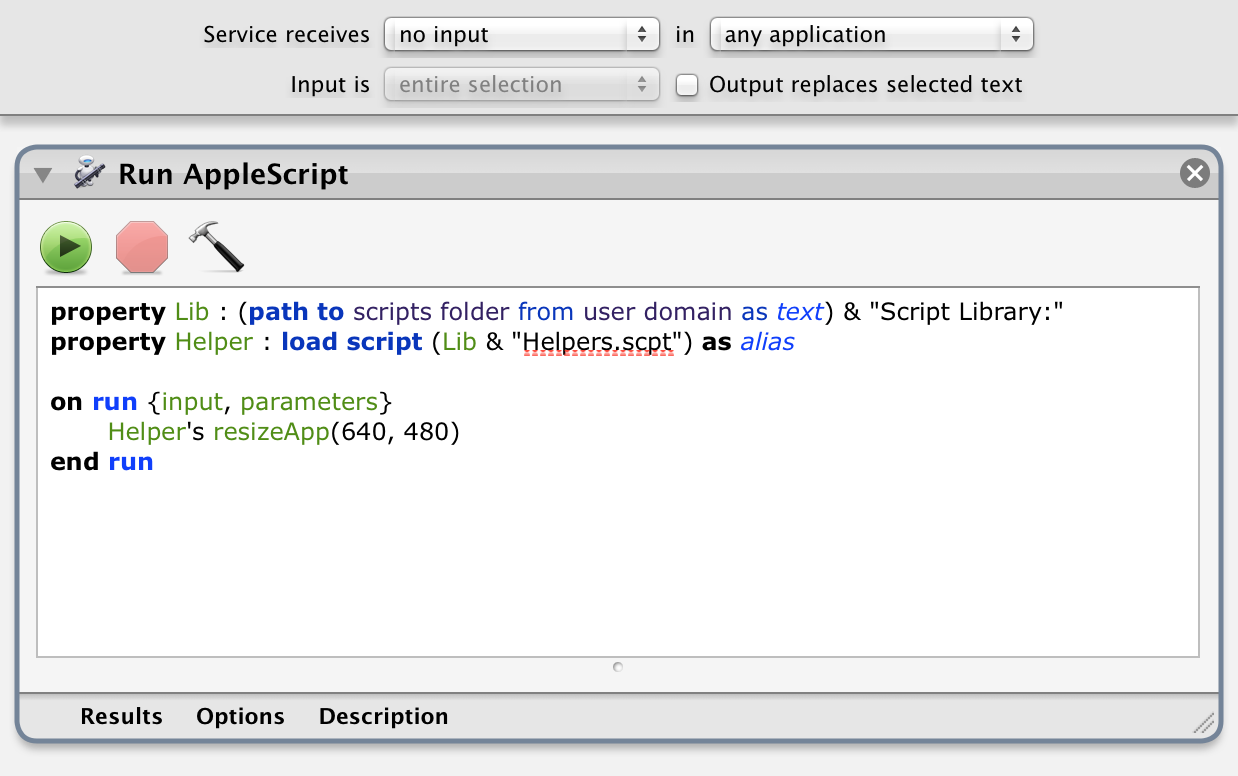 Service receives no input in any application
Input is entire selection Output replaces selected text
Run AppleScript
property Lib : (path to scripts folder from user domain as text) & "Script Library:"
property Helper : load script (Lib & "Helpers.scpt") as alias
on run {input, parameters}
Helper's resizeApp(640, 480)
end run
Results Options Description